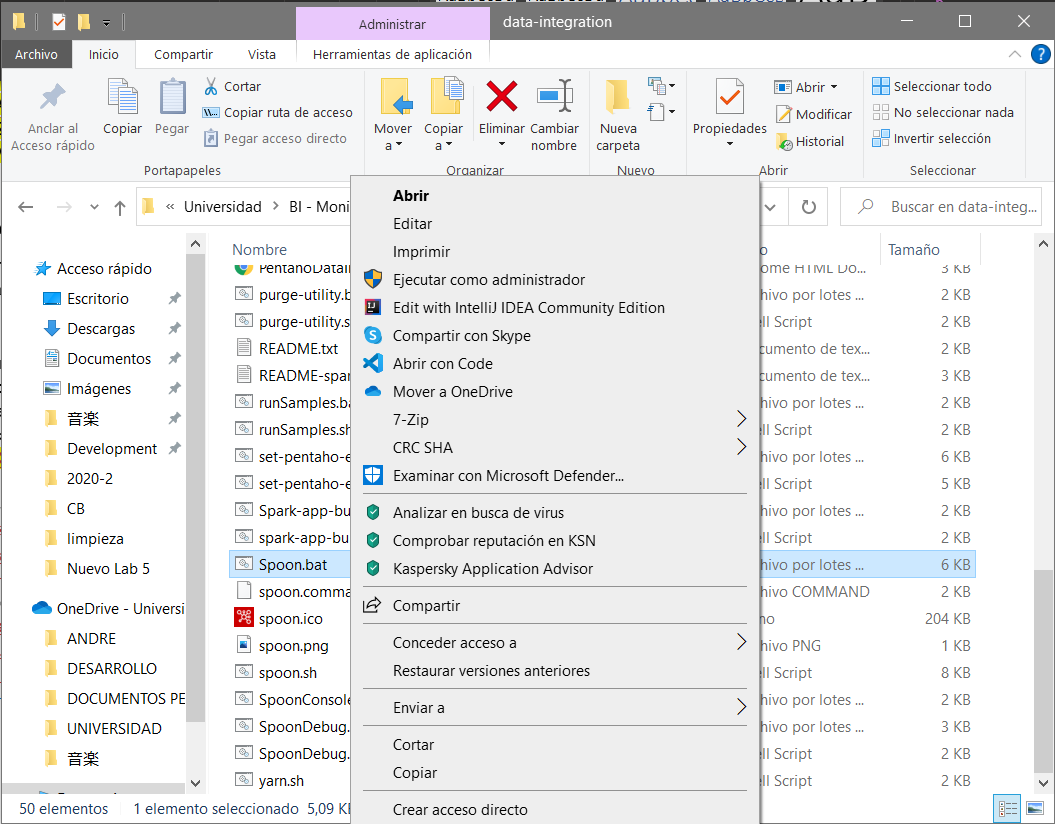 Administrar
data-integration
Archivo
Inicio
Compartir
Vista
Herramientas de aplicación
Anclar al
Acceso rápido
Copiar
Pegar
Cortar
Copiar ruta de acceso
Pegar acceso directo
Portapapeles
Mover
a
Copiar
a
Eliminar
Cambiar
nombre
Organizar
Nueva
carpeta
Nuevo
Propiedades
Abrir
Modificar
Historial
Abrir
Seleccionar todo
No seleccionar nada
Invertir selección
Seleccionar
« Universidad > BI - Moni
Buscar en data-integ...
Acceso rápido
Escritorio
Descargas
Documentos
Imágenes
音楽
Development
2020-2
CB
limpieza
Nuevo Lab 5
OneDrive - Universi
ANDRE
DESARROLLO
DOCUMENTOS PE
UNIVERSIDAD
音楽
Nombre
o
Tamaño
PentahoDataI
ome HTML Do...
3 KB
purge-utility.b
hivo por lotes ...
2 KB
purge-utility.s
ll Script
2 KB
README.txt
cumento de tex...
2 KB
README-spar
cumento de tex...
3 KB
runSamples.ba
hivo por lotes ...
2 KB
runSamples.sh
ll Script
2 KB
set-pentaho-e
hivo por lotes ...
6 KB
set-pentaho-e
ll Script
5 KB
Spark-app-bu
hivo por lotes ...
2 KB
spark-app-bu
ll Script
2 KB
Spoon.bat
hivo por lotes ...
6 KB
spoon.comma
hivo COMMAND
2 KB
spoon.ico
no
204 KB
spoon.png
hivo PNG
1 KB
spoon.sh
ll Script
8 KB
SpoonConsole
hivo por lotes ...
2 KB
SpoonDebug.
hivo por lotes ...
3 KB
SpoonDebug.
ll Script
2 KB
yarn.sh
ll Script
2 KB
Abrir
Editar
Imprimir
Ejecutar como administrador
Edit with IntelliJ IDEA Community Edition
Compartir con Skype
Abrir con Code
Mover a OneDrive
7-Zip
CRC SHA
Examinar con Microsoft Defender...
Analizar en busca de virus
Comprobar reputación en KSN
Kaspersky Application Advisor
Compartir
Conceder acceso a
Restaurar versiones anteriores
Enviar a
Cortar
Copiar
Crear acceso directo
50 elementos
1 elemento seleccionado 5,09 KB